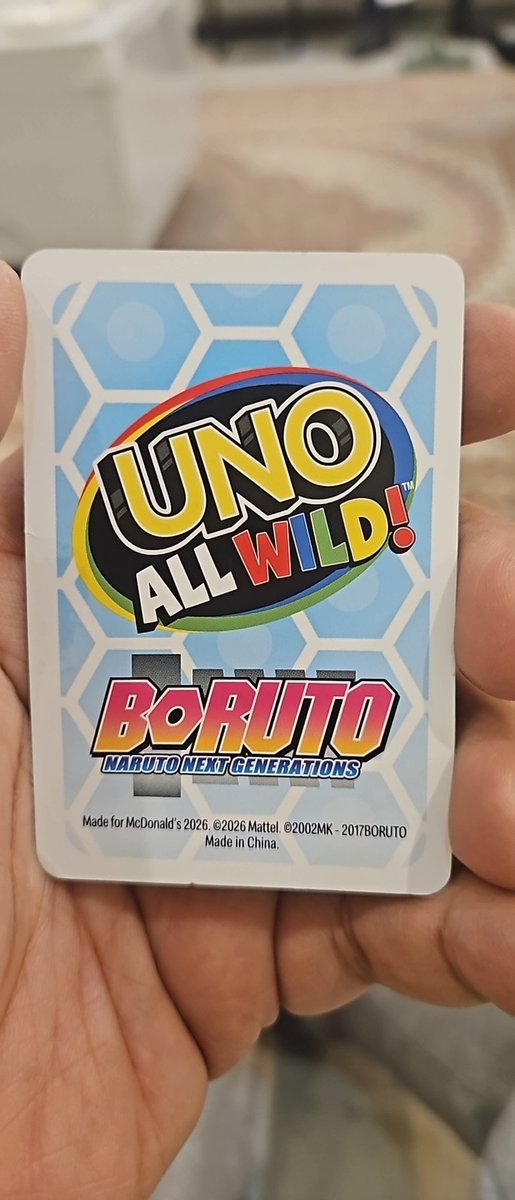 UNO
ALL WILD!™
BORUTO
NARUTO NEXT GENERATIONS
Made for McDonald's 2026. ©2026 Mattel. ©2002MK - 2017BORUTO
Made in China.